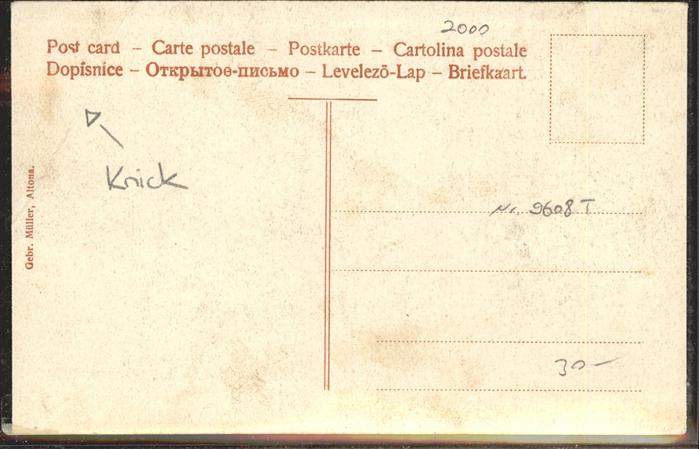 2000
Post card – Carte postale – Postkarte – Cartolina postale
Dopisnice – Открытое-письмо – Levelező-Lap – Briefkaart.
Knick
Gebr. Müller, Altona.
Nr. 9608 T
30-